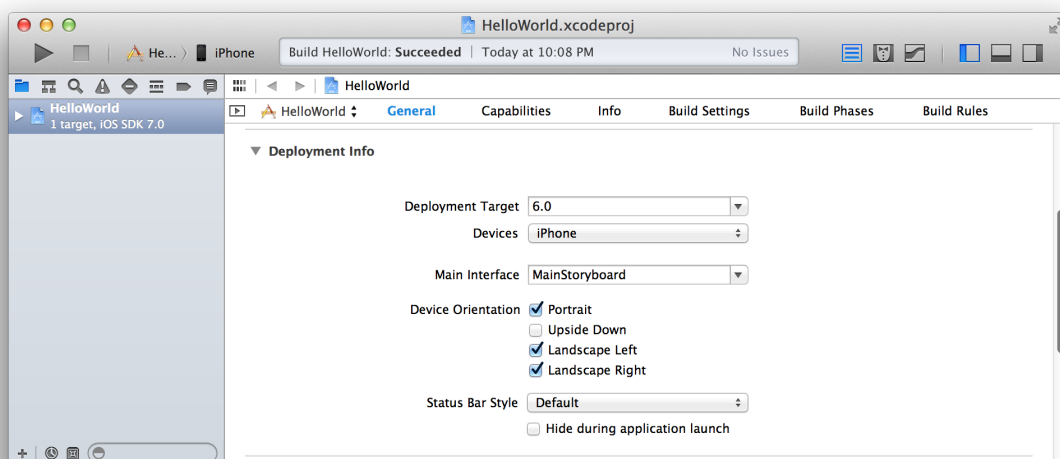 HelloWorld.xcodeproj
He... iPhone Build HelloWorld: Succeeded Today at 10:08 PM No Issues
HelloWorld
HelloWorld
1 target, iOS SDK 7.0
HelloWorld General Capabilities Info Build Settings Build Phases Build Rules
Deployment Info
Deployment Target 6.0
Devices iPhone
Main Interface MainStoryboard
Device Orientation Portrait
Upside Down
Landscape Left
Landscape Right
Status Bar Style Default
Hide during application launch